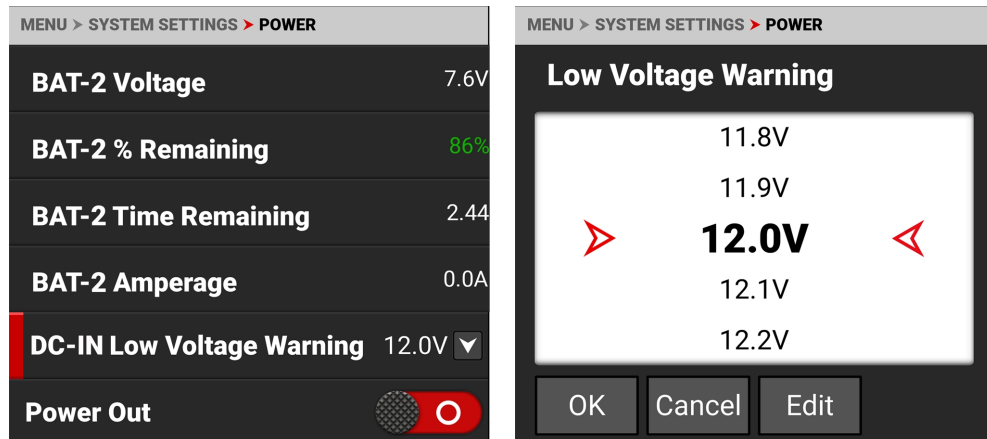 MENU > SYSTEM SETTINGS > POWER
BAT-2 Voltage 7.6V
BAT-2 % Remaining 86%
BAT-2 Time Remaining 2.44
BAT-2 Amperage 0.0A
DC-IN Low Voltage Warning 12.0V
Power Out
MENU > SYSTEM SETTINGS > POWER
Low Voltage Warning
11.8V
11.9V
12.0V
12.1V
12.2V
OK Cancel Edit